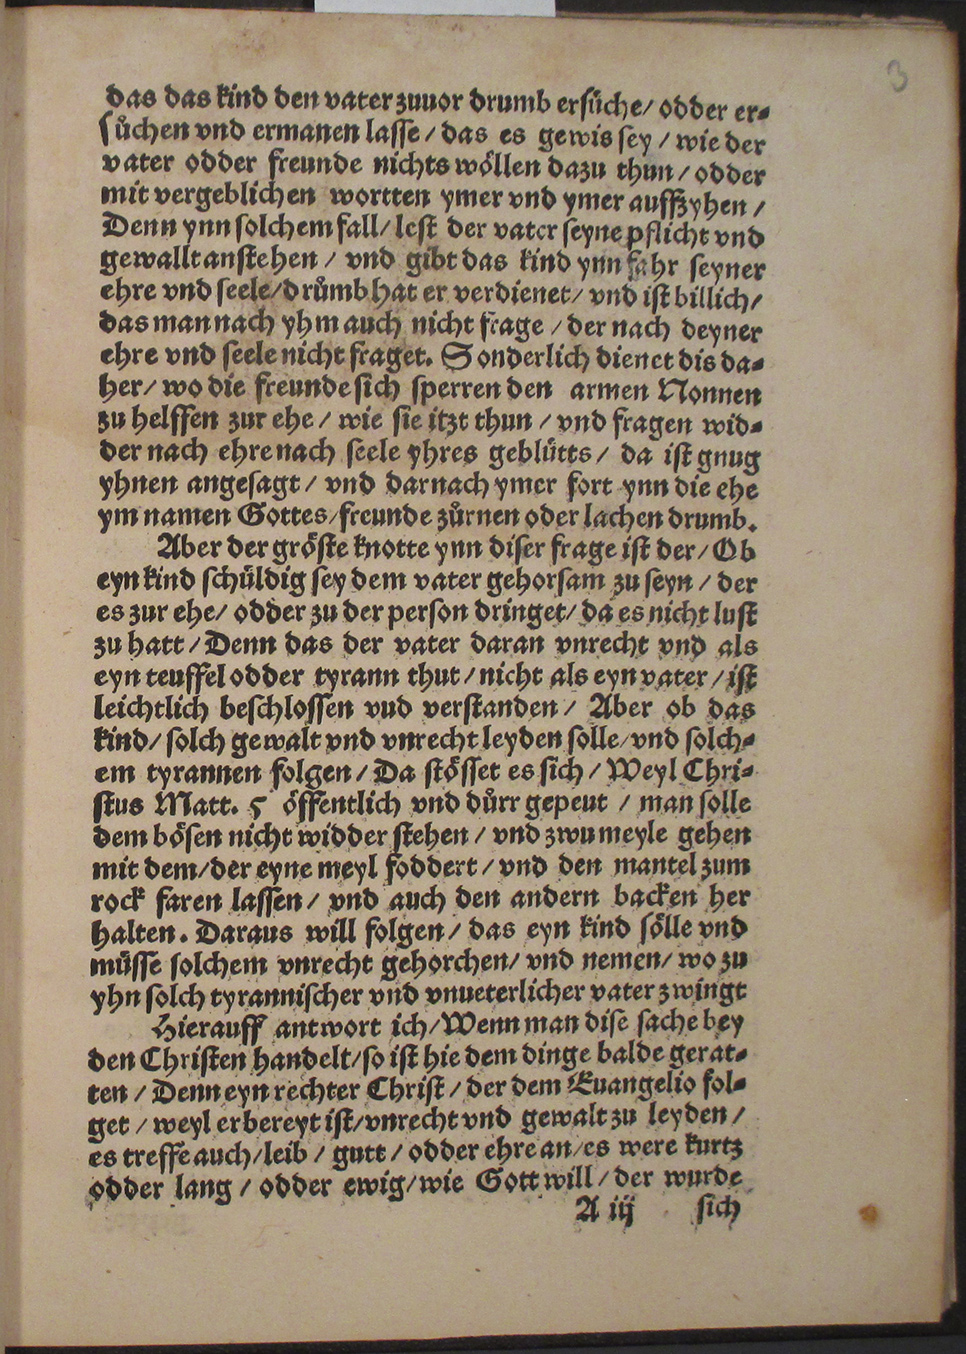 3
das das kind den vater zuuor drumb ersůche/ odder er⸗
sůchen vnd ermanen lasse/ das es gewis sey/ wie der
vater odder freunde nichts wöllen dazu thun/ odder
mit vergeblichen wortten ymer vnd ymer auffzyhen/
Denn ynn solchem fall/ lest der vater seyne pflicht vnd
gewallt anstehen/ vnd gibt das kind ynn fahr seyner
ehre vnd seele/ drůmb hat er verdienet/ vnd ist billich/
das man nach yhm auch nicht frage/ der nach deyner
ehre vnd seele nicht fraget. Sonderlich dienet dis da⸗
her/ wo die freunde sich sperren den armen Nonnen
zu helffen zur ehe/ wie sie itzt thun/ vnd fragen wid⸗
der nach ehre nach seele yhres geblůtts/ da ist gnug
yhnen angesagt/ vnd darnach ymer fort ynn die ehe
ym namen Gottes/ freunde zůrnen oder lachen drumb.
Aber der gröste knotte ynn diser frage ist der/ Ob
eyn kind schůldig sey dem vater gehorsam zu seyn/ der
es zur ehe/ odder zu der person dringet/ da es nicht lust
zu hatt/ Denn das der vater daran vnrecht vnd als
eyn teuffel odder tyrann thut/ nicht als eyn vater/ ist
leichtlich beschlossen vud verstanden/ Aber ob das
kind/ solch gewalt vnd vnrecht leyden solle/ vnd solch⸗
em tyrannen folgen/ Da stösset es sich/ Weyl Chri⸗
stus Matt. 5 öffentlich vnd důrr gepeut/ man solle
dem bösen nicht widder stehen/ vnd zwu meyle gehen
mit dem/ der eyne meyl foddert/ vnd den mantel zum
rock faren lassen/ vnd auch den andern backen her
halten. Daraus will folgen/ das eyn kind sölle vnd
můsse solchem vnrecht gehorchen/ vnd nemen/ wo zu
yhn solch tyrannischer vnd vnueterlicher vater zwingt
Hierauff antwort ich/ Wenn man dise sache bey
den Christen handelt/ so ist hie dem dinge balde gerat⸗
ten/ Denn eyn rechter Christ/ der dem Euangelio fol⸗
get/ weyl er bereyt ist/ vnrecht vnd gewalt zu leyden/
es treffe auch/ leib/ gutt/ odder ehre an/ es were kurtz
odder lang/ odder ewig/ wie Gott will/ der wurde
A iij sich